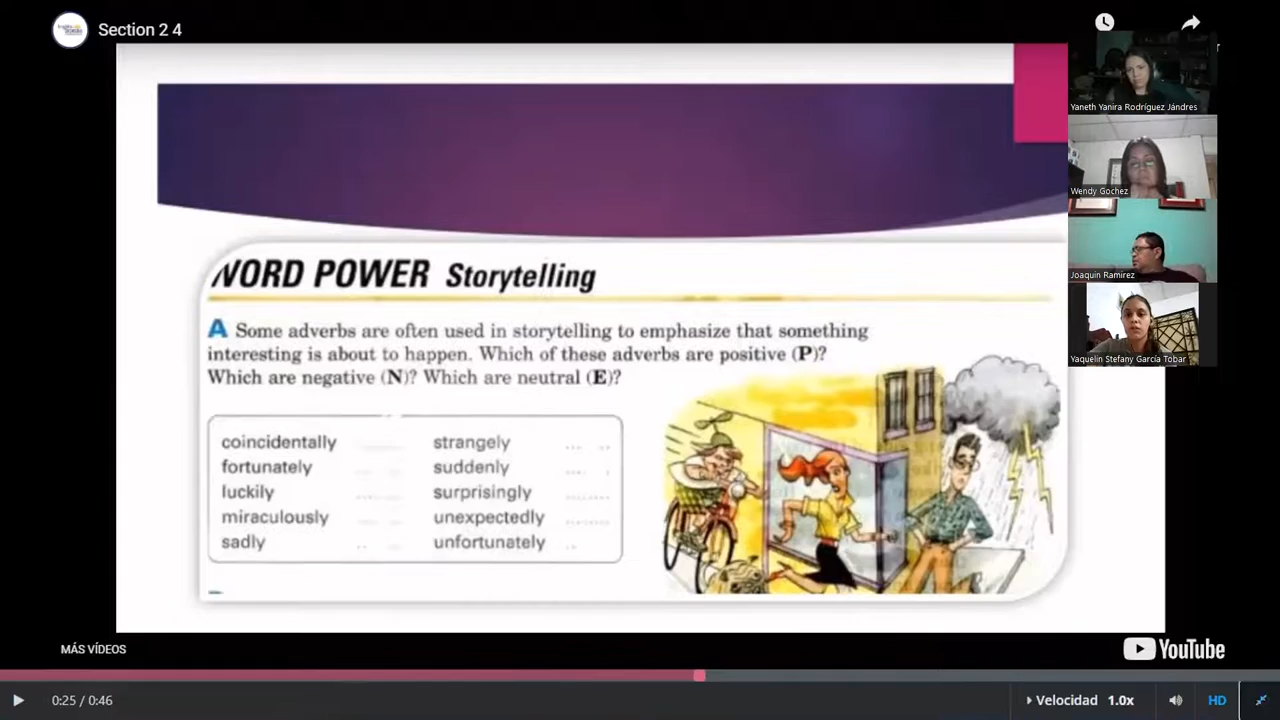 Section 2 4
Yaneth Yanira Rodríguez Jándres
Wendy Gochez
Joaquin Ramirez
Yaquelin Stefany García Tobar
WORD POWER Storytelling
A Some adverbs are often used in storytelling to emphasize that something
interesting is about to happen. Which of these adverbs are positive (P)?
Which are negative (N)? Which are neutral (E)?
coincidentally strangely
fortunately suddenly
luckily surprisingly
miraculously unexpectedly
sadly unfortunately
MÁS VÍDEOS
YouTube
0:25 / 0:46
Velocidad 1.0x
HD